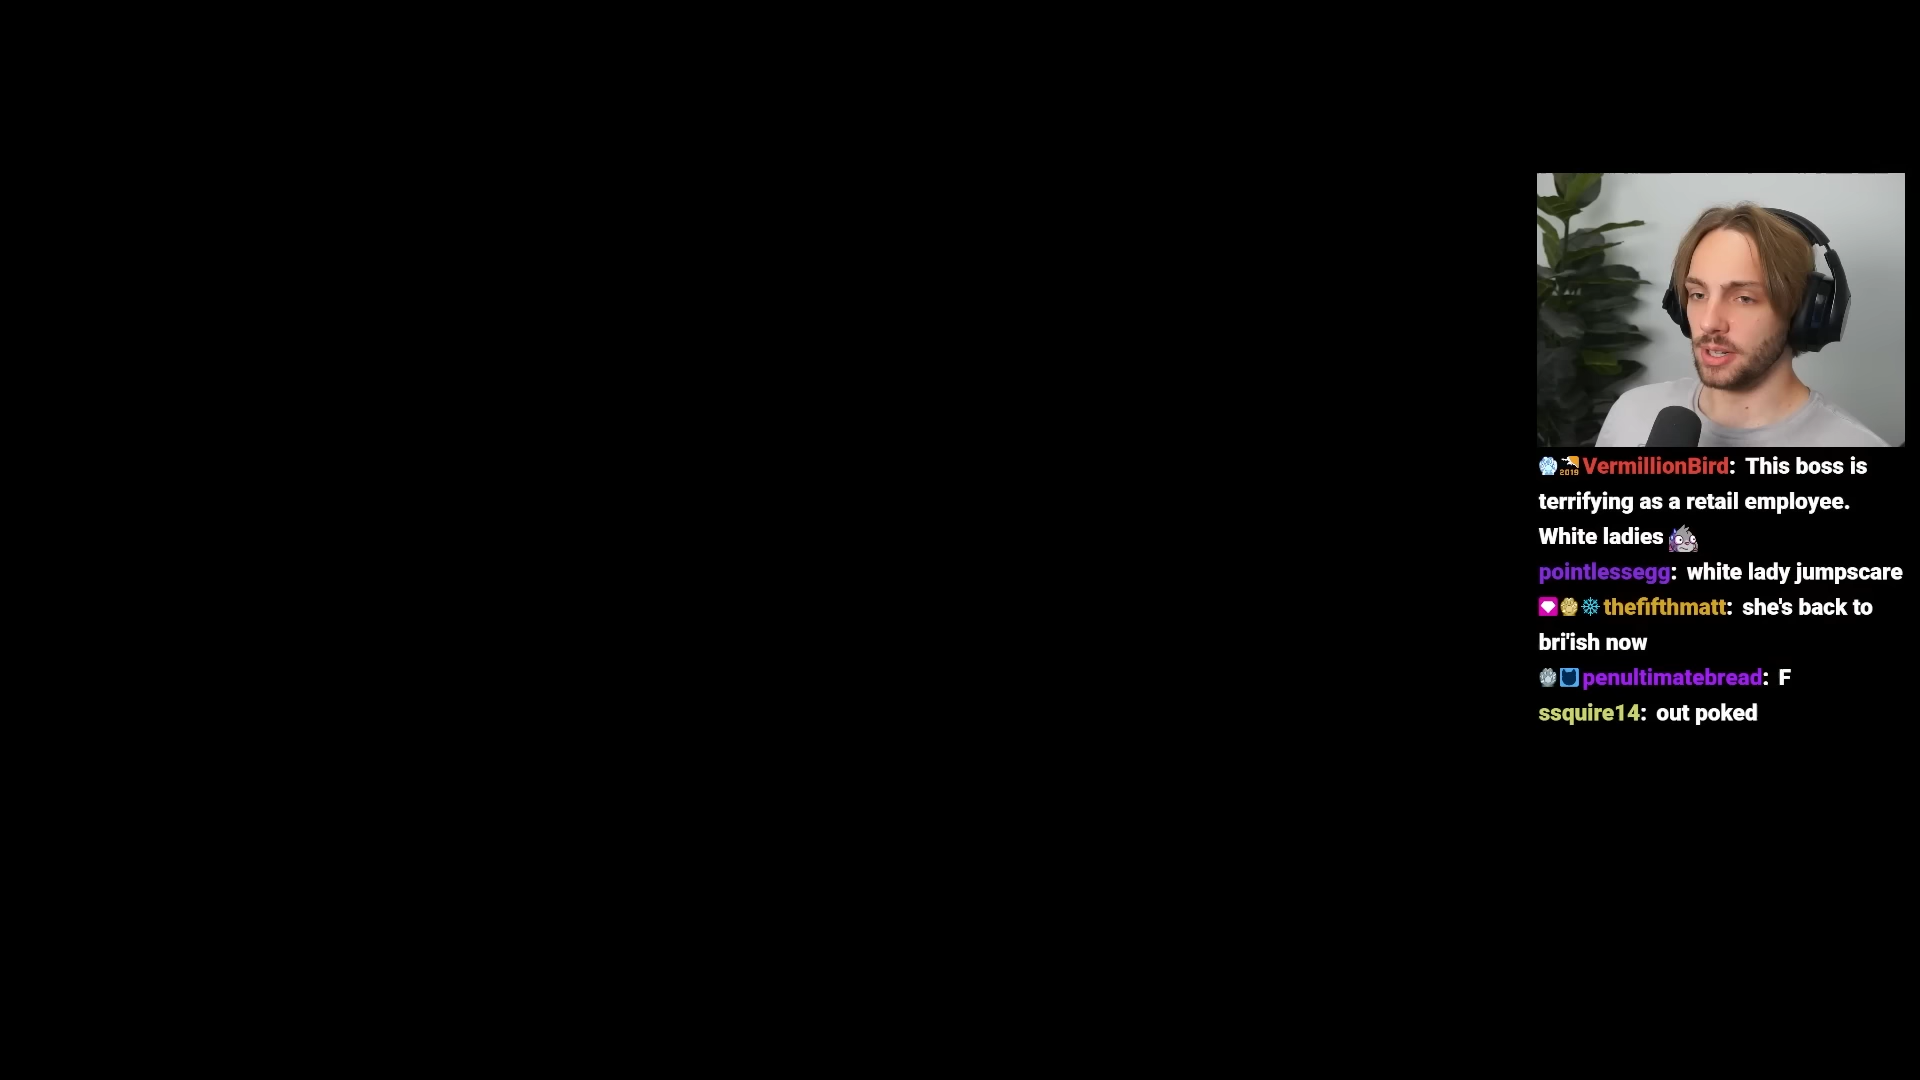 VermillionBird: This boss is
terrifying as a retail employee.
White ladies
pointlessegg: white lady jumpscare
thefifthmatt: she's back to
bri'ish now
penultimatebread: F
ssquire14: out poked